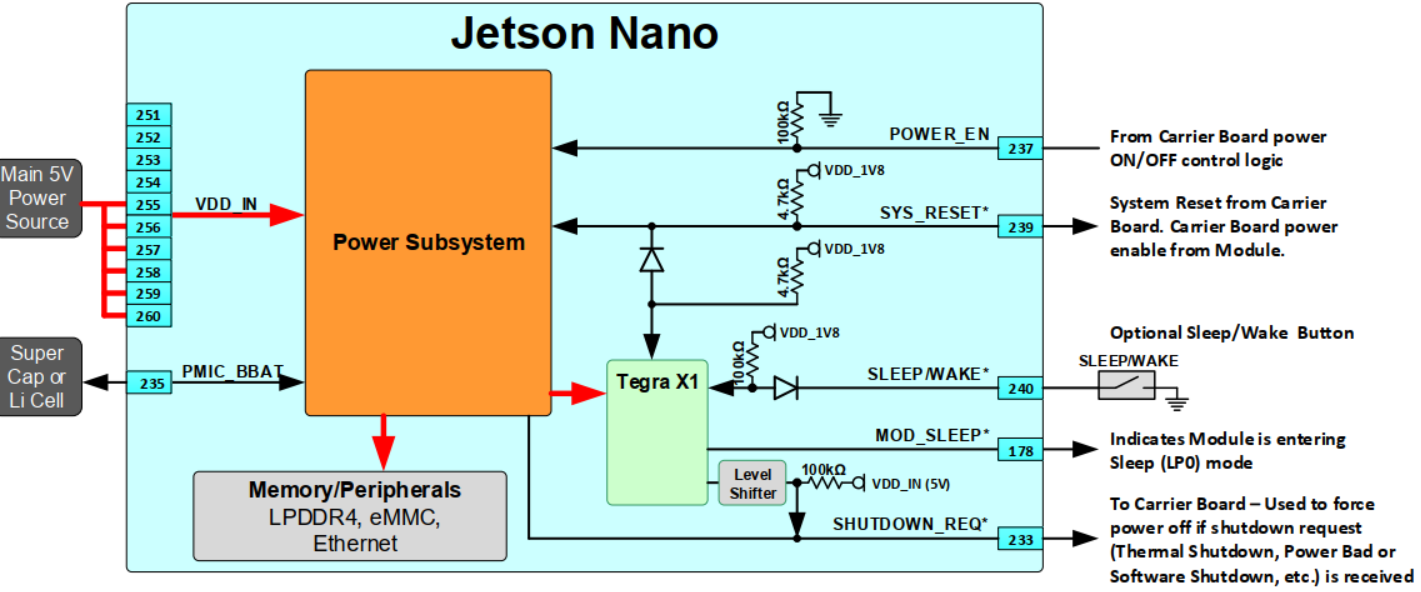 Jetson Nano
251
252
253
254
255
256
257
258
259
260
Main 5V
Power
Source
VDD_IN
Power Subsystem
Super
Cap or
Li Cell
235
PMIC_BBAT
Memory/Peripherals
LPDDR4, eMMC,
Ethernet
100kΩ
POWER_EN
237
From Carrier Board power
ON/OFF control logic
VDD_1V8
4.7kΩ
SYS_RESET*
239
System Reset from Carrier
Board. Carrier Board power
enable from Module.
VDD_1V8
4.7kΩ
Tegra X1
VDD_1V8
100kΩ
SLEEP/WAKE*
240
Optional Sleep/Wake Button
SLEEP/WAKE
MOD_SLEEP*
178
Indicates Module is entering
Sleep (LP0) mode
Level
Shifter
100kΩ
VDD_IN (5V)
SHUTDOWN_REQ*
233
To Carrier Board – Used to force
power off if shutdown request
(Thermal Shutdown, Power Bad or
Software Shutdown, etc.) is received